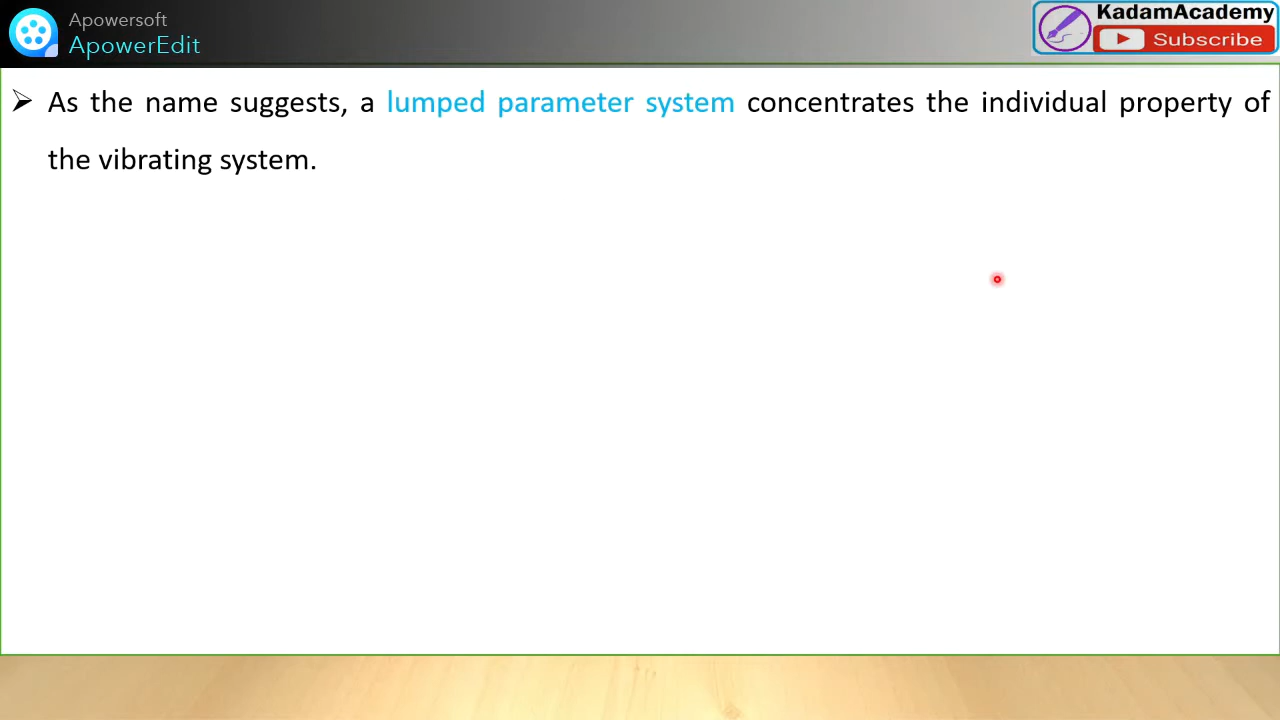 Apowersoft
ApowerEdit
KadamAcademy
Subscribe
➢ As the name suggests, a lumped parameter system concentrates the individual property of
the vibrating system.